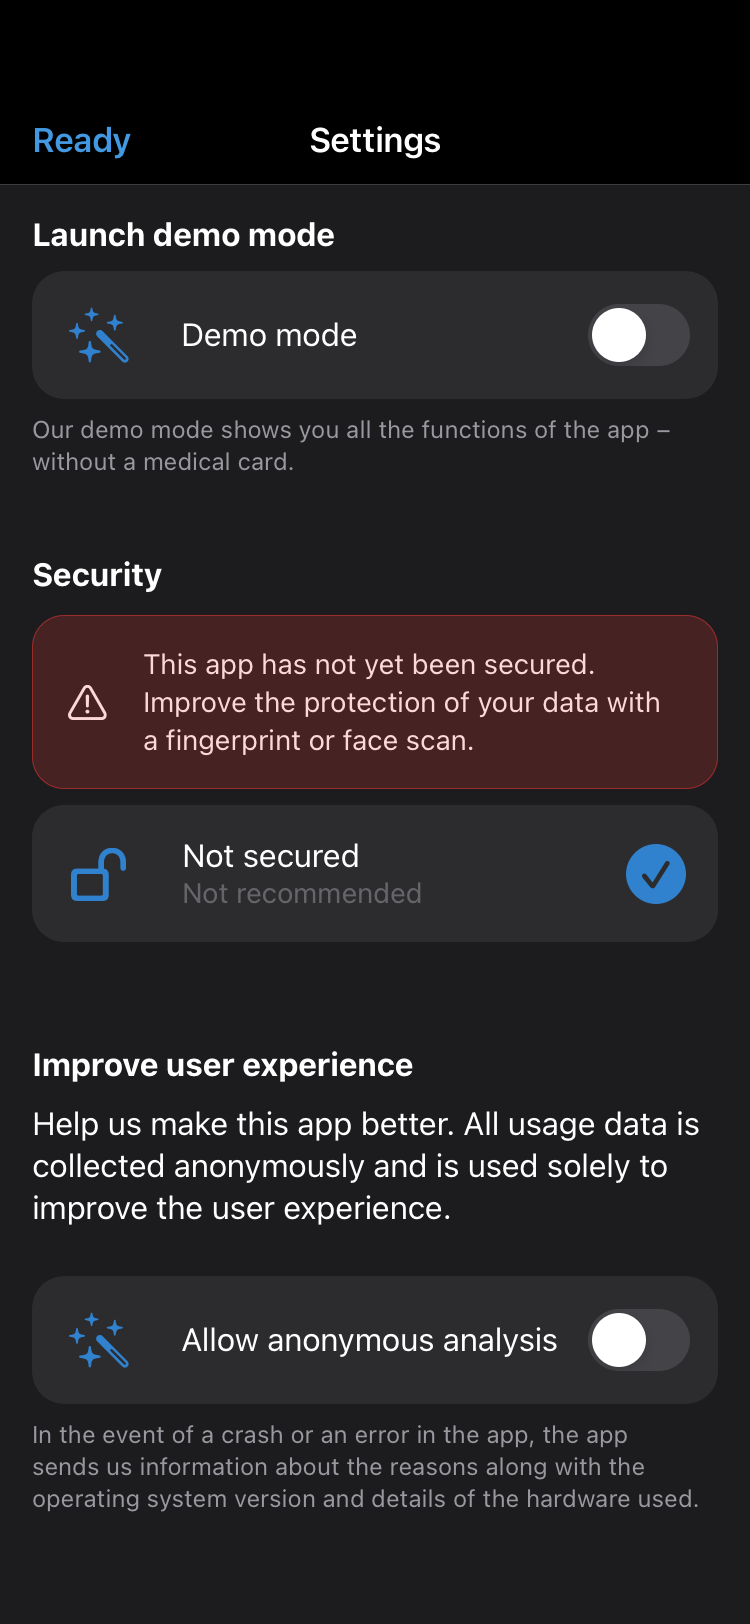 Ready
Settings
Launch demo mode
Demo mode
Our demo mode shows you all the functions of the app –
without a medical card.
Security
This app has not yet been secured.
Improve the protection of your data with
a fingerprint or face scan.
Not secured
Not recommended
Improve user experience
Help us make this app better. All usage data is
collected anonymously and is used solely to
improve the user experience.
Allow anonymous analysis
In the event of a crash or an error in the app, the app
sends us information about the reasons along with the
operating system version and details of the hardware used.